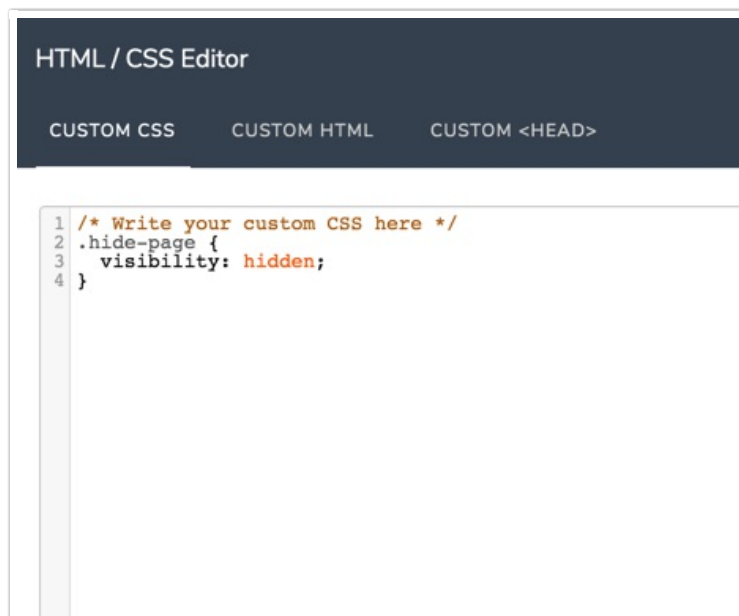 HTML / CSS Editor
CUSTOM CSS CUSTOM HTML CUSTOM <HEAD>
1 /* Write your custom CSS here */
2 .hide-page {
3 visibility: hidden;
4 }